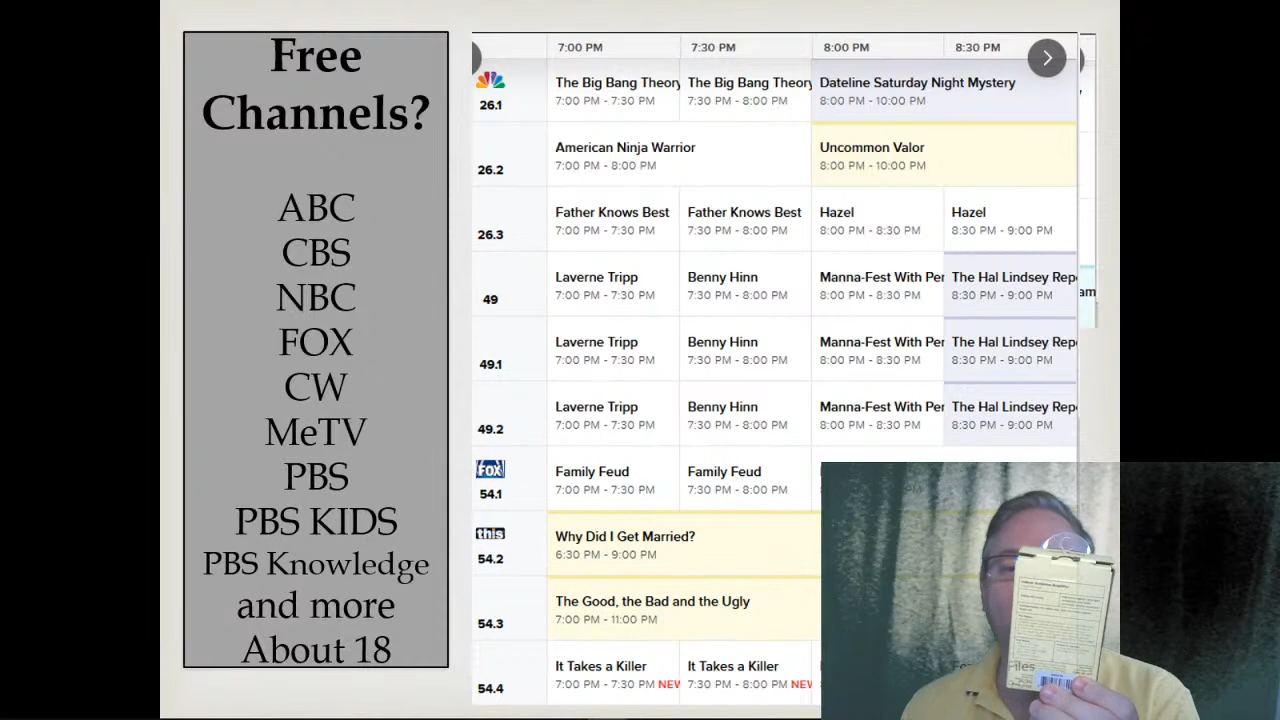 Free
Channels?
ABC
CBS
NBC
FOX
CW
MeTV
PBS
PBS KIDS
PBS Knowledge
and more
About 18
7:00 PM 7:30 PM 8:00 PM 8:30 PM
The Big Bang Theory The Big Bang Theory Dateline Saturday Night Mystery
26.1 7:00 PM - 7:30 PM 7:30 PM - 8:00 PM 8:00 PM - 10:00 PM
American Ninja Warrior Uncommon Valor
26.2 7:00 PM - 8:00 PM 8:00 PM - 10:00 PM
Father Knows Best Father Knows Best Hazel Hazel
26.3 7:00 PM - 7:30 PM 7:30 PM - 8:00 PM 8:00 PM - 8:30 PM 8:30 PM - 9:00 PM
Laverne Tripp Benny Hinn Manna-Fest With Per The Hal Lindsey Rep
49 7:00 PM - 7:30 PM 7:30 PM - 8:00 PM 8:00 PM - 8:30 PM 8:30 PM - 9:00 PM
am
Laverne Tripp Benny Hinn Manna-Fest With Per The Hal Lindsey Rep
49.1 7:00 PM - 7:30 PM 7:30 PM - 8:00 PM 8:00 PM - 8:30 PM 8:30 PM - 9:00 PM
Laverne Tripp Benny Hinn Manna-Fest With Per The Hal Lindsey Rep
49.2 7:00 PM - 7:30 PM 7:30 PM - 8:00 PM 8:00 PM - 8:30 PM 8:30 PM - 9:00 PM
FOX Family Feud Family Feud
54.1 7:00 PM - 7:30 PM 7:30 PM - 8:00 PM
this Why Did I Get Married?
54.2 6:30 PM - 9:00 PM
The Good, the Bad and the Ugly
54.3 7:00 PM - 11:00 PM
It Takes a Killer It Takes a Killer
54.4 7:00 PM - 7:30 PM NEW 7:30 PM - 8:00 PM NEW
Files